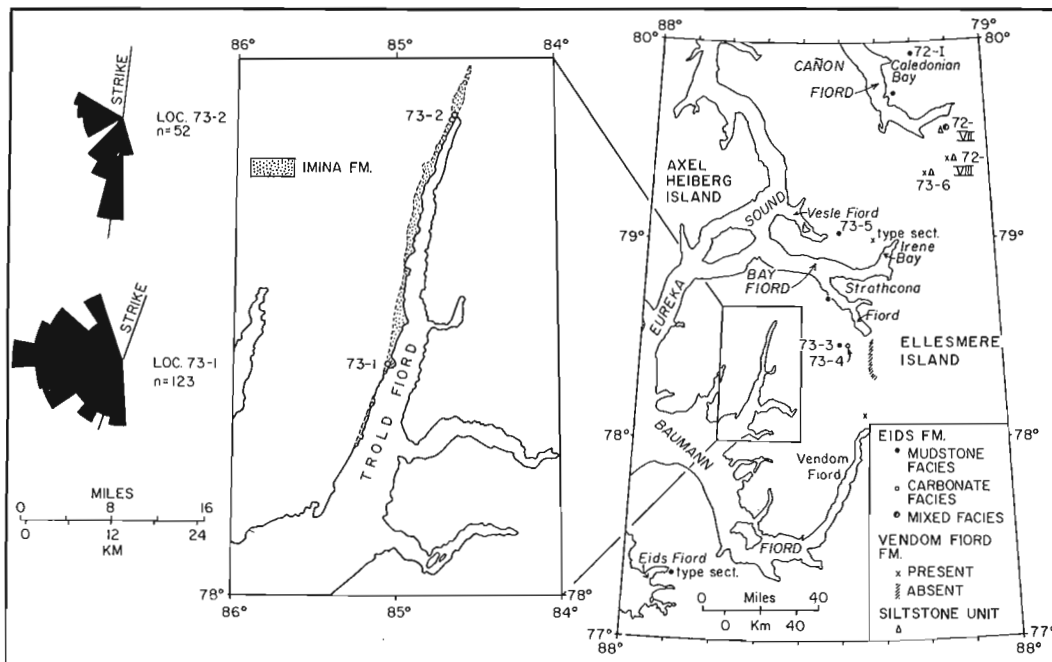 STRIKE
LOC. 73-2
n=52
STRIKE
LOC. 73-1
n=123
MILES
0 8 16
0 12 24
KM
86° 85° 84°
73-2
IMINA FM.
73-1
TROLD FIORD
78° 78°
86° 85° 84°
88° 79°
80° 80°
72-I
CAÑON
FIORD
Caledonian
Bay
72-
VII
72-
VIII
73-6
AXEL
HEIBERG
ISLAND
EUREKA SOUND
Vesle Fiord
73-5
type sect.
Irene
Bay
79° 79°
BAY
FIORD
Strathcona
Fiord
73-3
73-4
ELLESMERE
ISLAND
78° 78°
BAUMANN
FIORD
Vendom
Fiord
Eids Fiord
type sect.
0 Miles 40
0 Km 40
77° 77°
88° 88°
EIDS FM.
MUDSTONE
FACIES
CARBONATE
FACIES
MIXED FACIES
VENDOM FIORD
FM.
x PRESENT
ABSENT
SILTSTONE UNIT